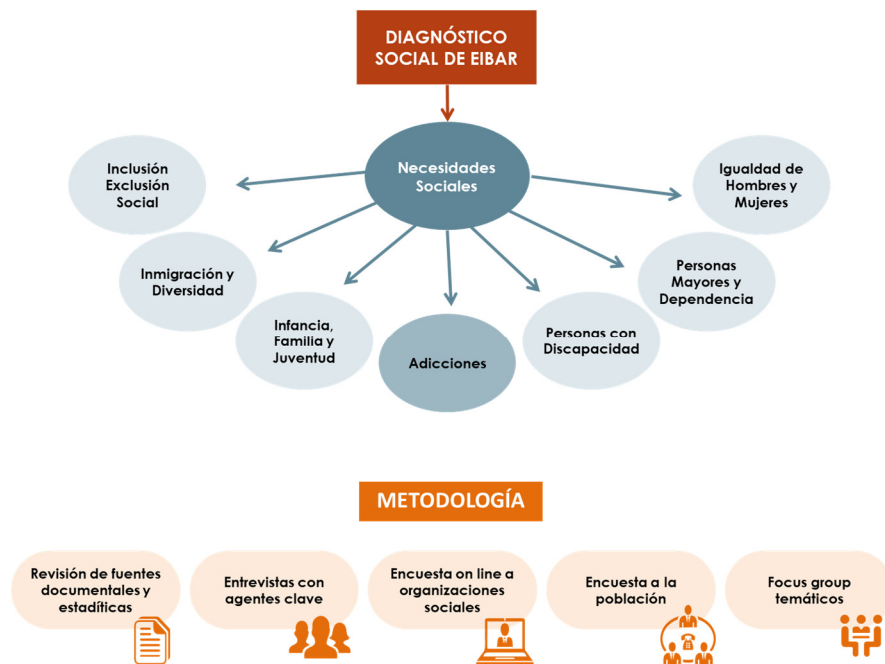 DIAGNÓSTICO
SOCIAL DE EIBAR
Necesidades
Sociales
Inclusión
Exclusión
Social
Inmigración y
Diversidad
Infancia,
Familia y
Juventud
Adicciones
Personas con
Discapacidad
Personas
Mayores y
Dependencia
Igualdad de
Hombres y
Mujeres
METODOLOGÍA
Revisión de fuentes
documentales y
estadíticas
Entrevistas con
agentes clave
Encuesta on line a
organizaciones
sociales
Encuesta a la
población
Focus group
temáticos